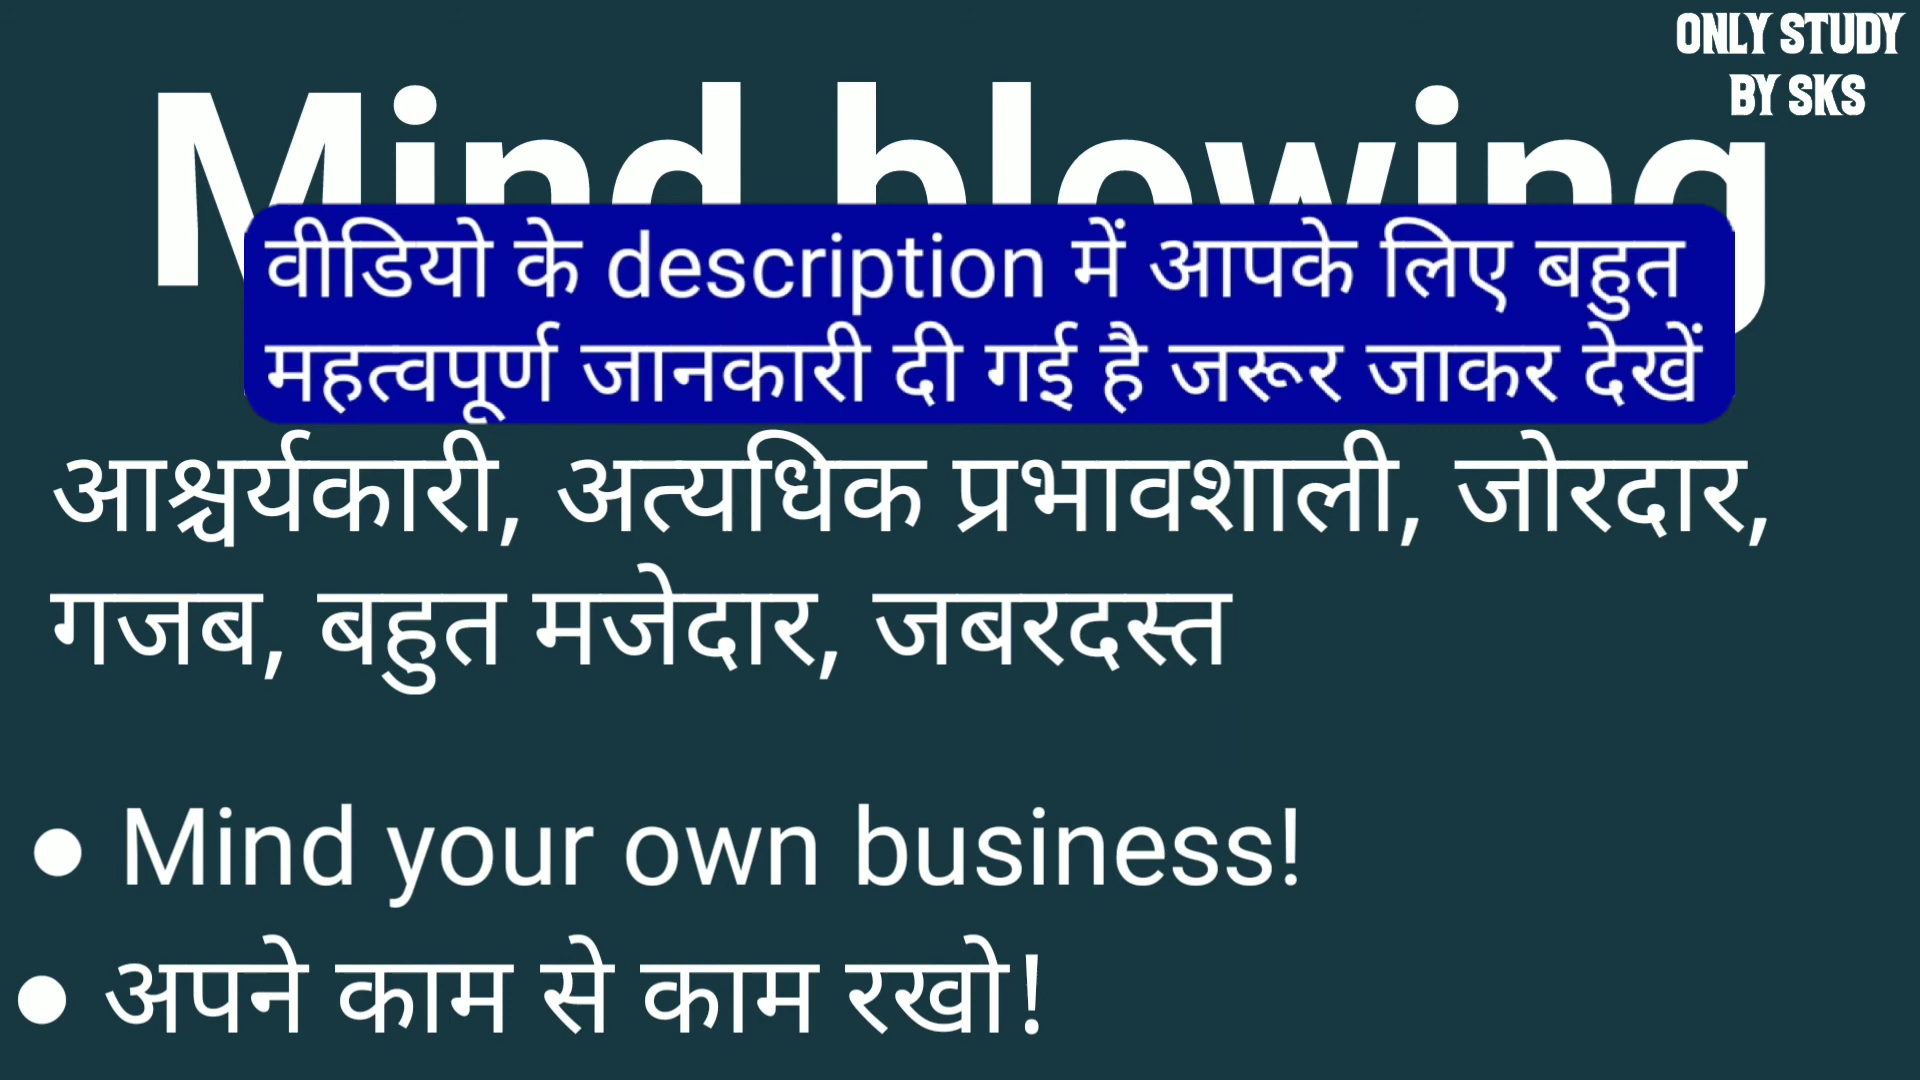 ONLY STUDY
BY SKS
Mind blowing
वीडियो के description में आपके लिए बहुत
महत्वपूर्ण जानकारी दी गई है जरूर जाकर देखें
आश्चर्यकारी, अत्यधिक प्रभावशाली, जोरदार,
गजब, बहुत मजेदार, जबरदस्त
● Mind your own business!
● अपने काम से काम रखो!